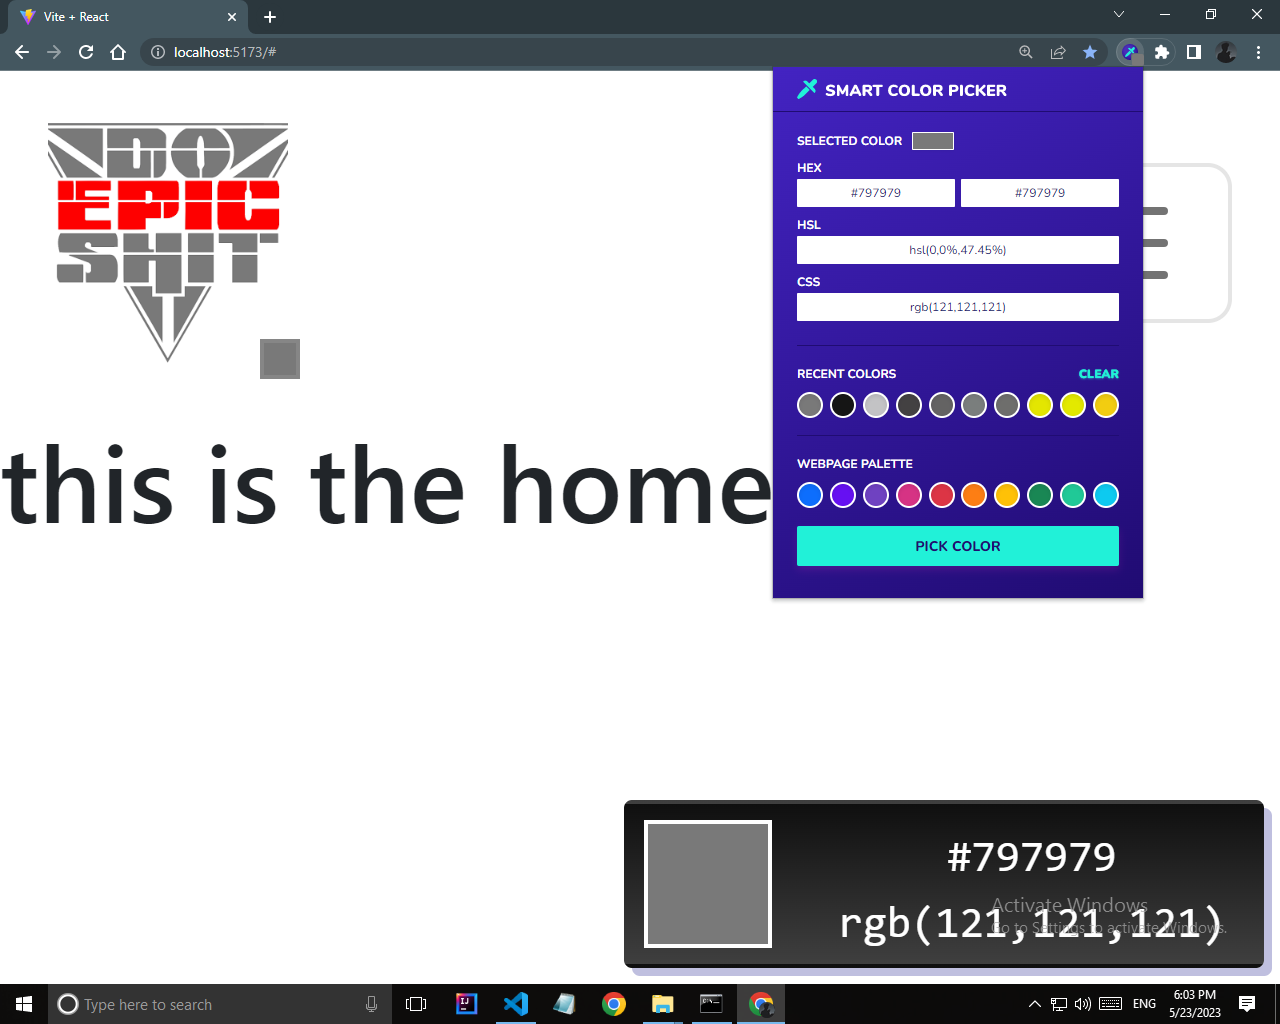 Vite + React
localhost:5173/#
DO
EPIC
SHIT
this is the home
SMART COLOR PICKER
SELECTED COLOR
HEX
#797979 #797979
HSL
hsl(0,0%,47.45%)
CSS
rgb(121,121,121)
RECENT COLORS CLEAR
WEBPAGE PALETTE
PICK COLOR
#797979
rgb(121,121,121)
Activate Windows
Go to Settings to activate Windows.
Type here to search
IJ
C:\.
ENG
6:03 PM
5/23/2023